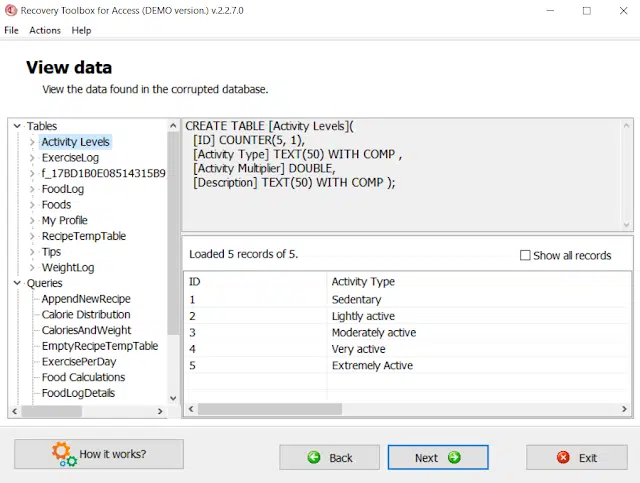 Recovery Toolbox for Access (DEMO version.) v.2.2.7.0
File Actions Help
View data
View the data found in the corrupted database.
Tables
Activity Levels
ExerciseLog
f_17BD1B0E08514315B9
FoodLog
Foods
My Profile
RecipeTempTable
Tips
WeightLog
Queries
AppendNewRecipe
Calorie Distribution
CaloriesAndWeight
EmptyRecipeTempTable
ExercisePerDay
Food Calculations
FoodLogDetails
CREATE TABLE [Activity Levels](
[ID] COUNTER(5, 1),
[Activity Type] TEXT(50) WITH COMP ,
[Activity Multiplier] DOUBLE,
[Description] TEXT(50) WITH COMP );
Loaded 5 records of 5.
Show all records
ID Activity Type
1 Sedentary
2 Lightly active
3 Moderately active
4 Very active
5 Extremely Active
How it works?
Back
Next
Exit